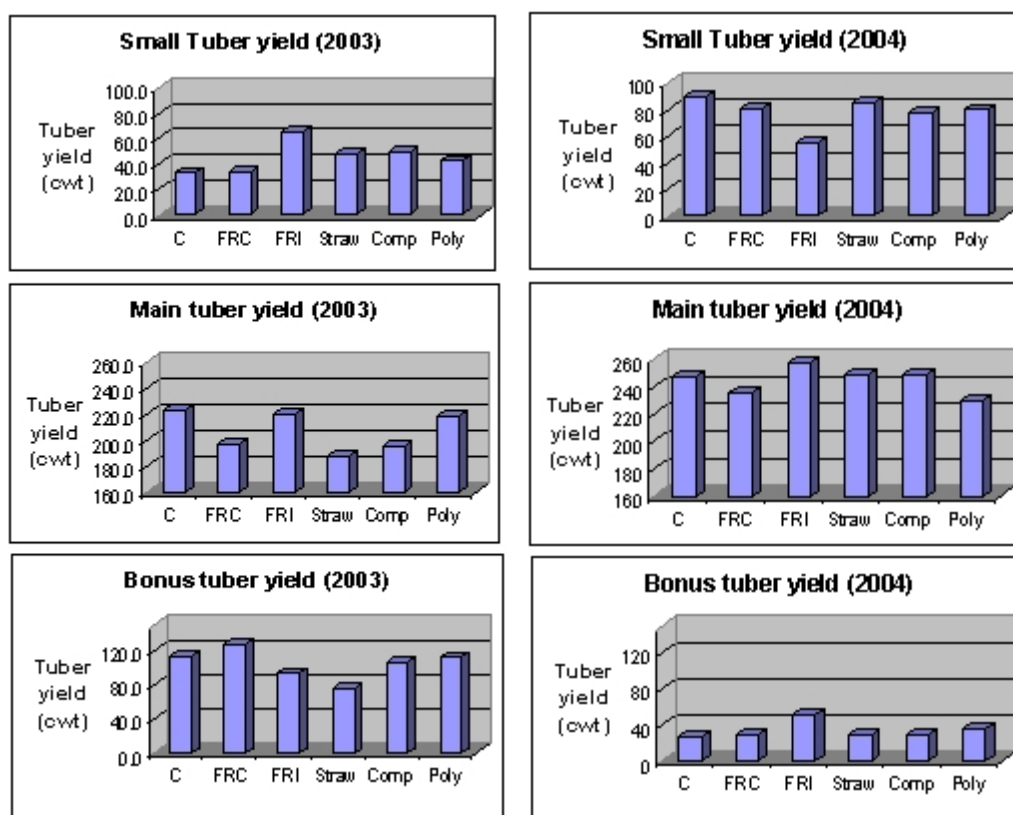 Small Tuber yield (2003)
Tuber
yield
(cwt)
100.0
80.0
60.0
40.0
20.0
0.0
C FRC FRI Straw Comp Poly
Small Tuber yield (2004)
Tuber
yield
(cwt)
100
80
60
40
20
0
C FRC FRI Straw Comp Poly
Main tuber yield (2003)
Tuber
yield
(cwt)
260.0
240.0
220.0
200.0
180.0
160.0
C FRC FRI Straw Comp Poly
Main tuber yield (2004)
Tuber
yield
(cwt)
260
240
220
200
180
160
C FRC FRI Straw Comp Poly
Bonus tuber yield (2003)
Tuber
yield
(cwt)
120.0
80.0
40.0
0.0
C FRC FRI Straw Comp Poly
Bonus tuber yield (2004)
Tuber
yield
(cwt)
120
80
40
0
C FRC FRI Straw Comp Poly